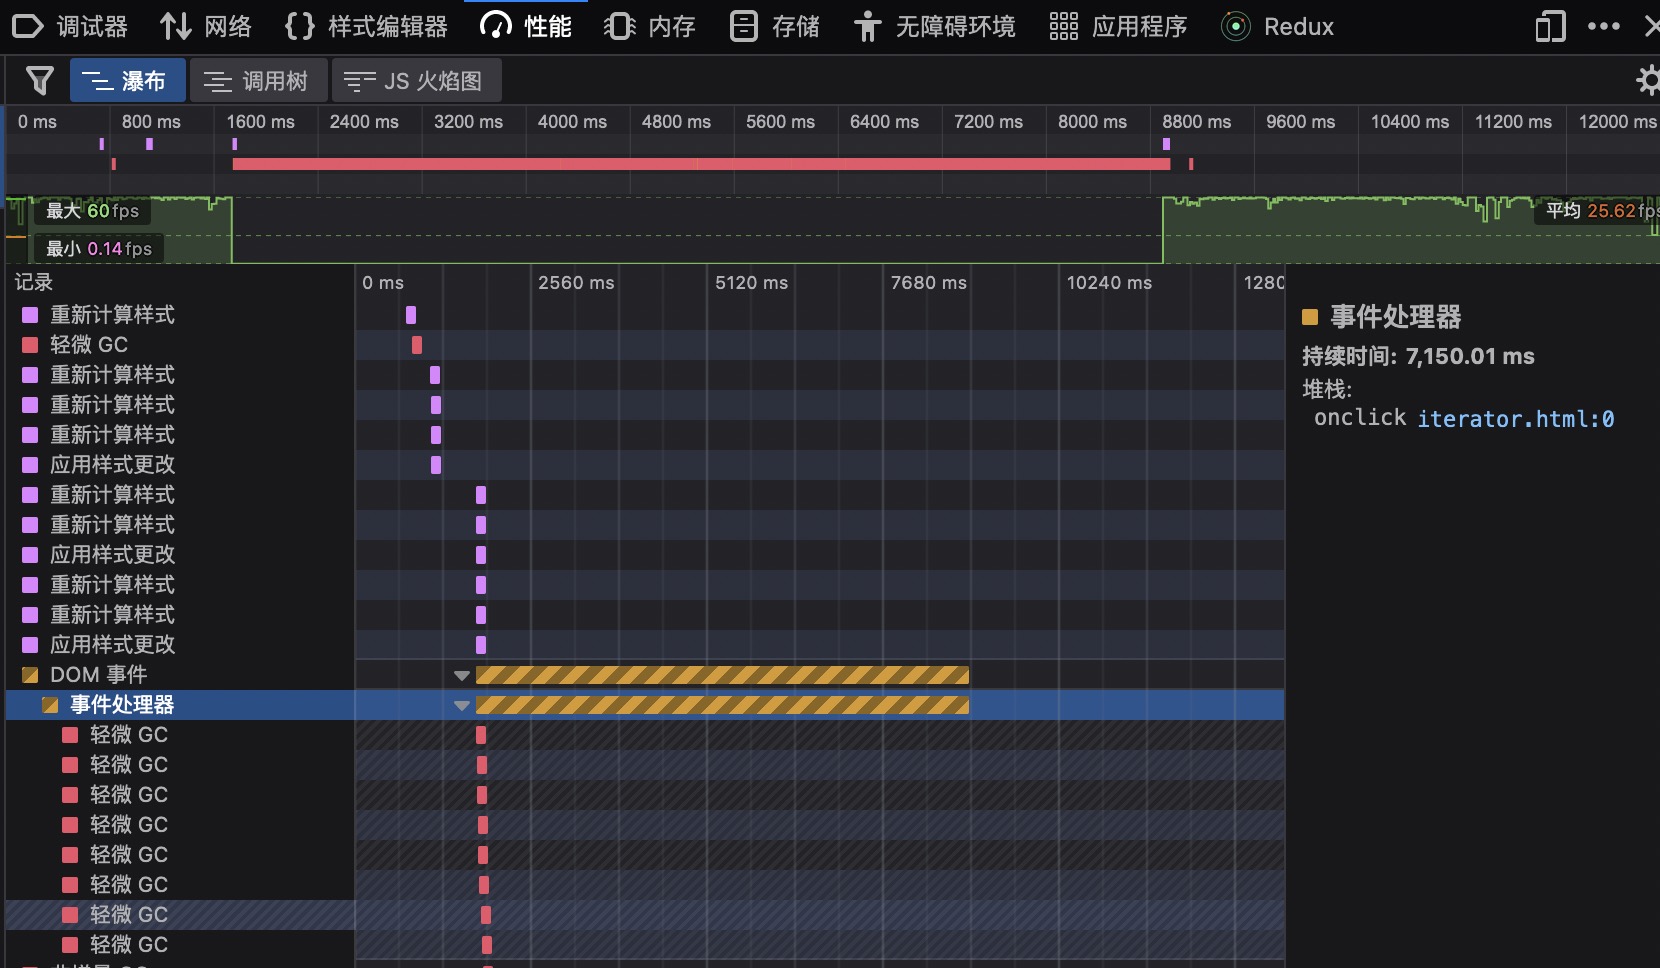 调试器 网络 样式编辑器 性能 内存 存储 无障碍环境 应用程序 Redux
瀑布 调用树 JS 火焰图
0 ms 800 ms 1600 ms 2400 ms 3200 ms 4000 ms 4800 ms 5600 ms 6400 ms 7200 ms 8000 ms 8800 ms 9600 ms 10400 ms 11200 ms 12000 ms
最大 60fps
平均 25.62fps
最小 0.14fps
记录 0 ms 2560 ms 5120 ms 7680 ms 10240 ms 1280
重新计算样式
轻微 GC
重新计算样式
重新计算样式
重新计算样式
应用样式更改
重新计算样式
重新计算样式
应用样式更改
重新计算样式
重新计算样式
应用样式更改
DOM 事件
事件处理器
轻微 GC
轻微 GC
轻微 GC
轻微 GC
轻微 GC
轻微 GC
轻微 GC
轻微 GC
事件处理器
持续时间: 7,150.01 ms
堆栈:
onclick iterator.html:0